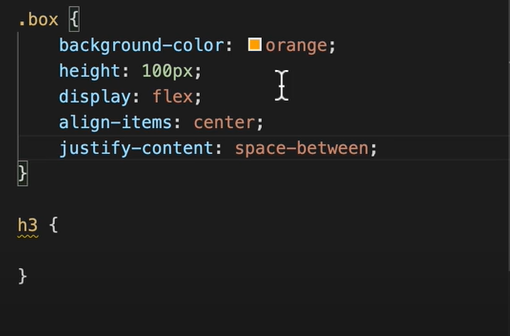 .box {
    background-color: orange;
    height: 100px;
    display: flex;
    align-items: center;
    justify-content: space-between;
}

h3 {

}